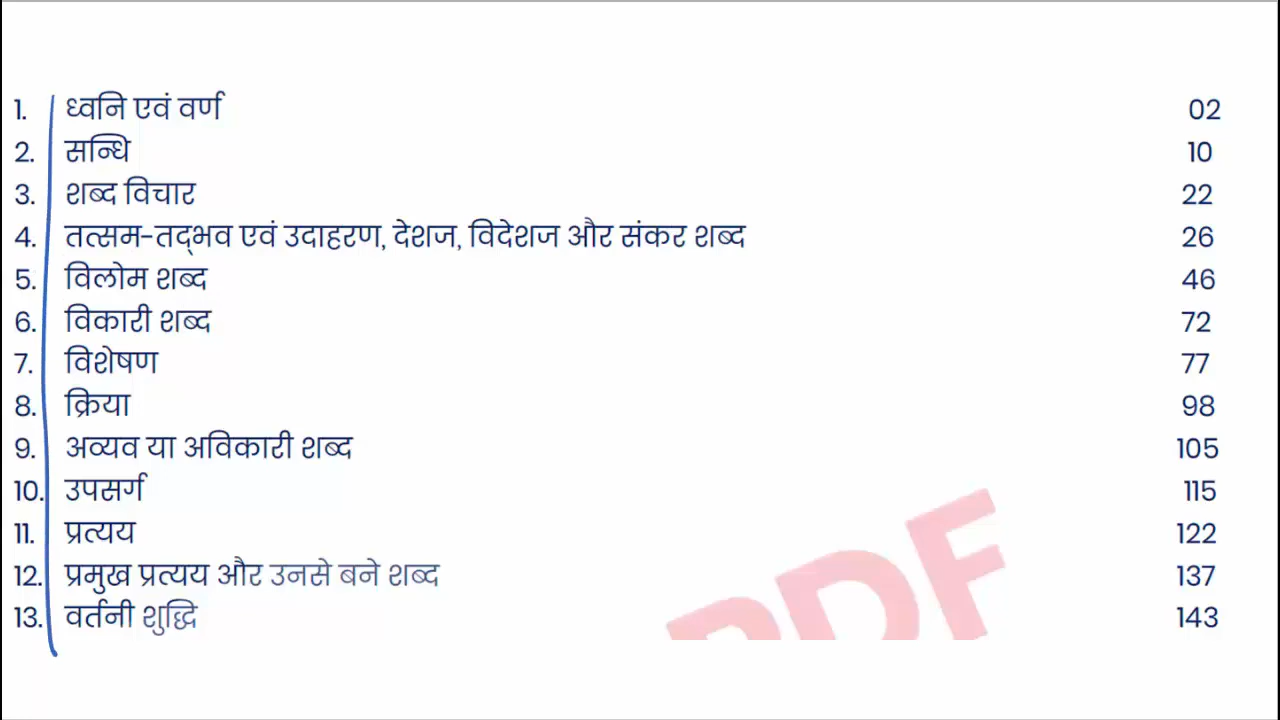 1. ध्वनि एवं वर्ण 02
2. सन्धि 10
3. शब्द विचार 22
4. तत्सम-तद्भव एवं उदाहरण, देशज, विदेशज और संकर शब्द 26
5. विलोम शब्द 46
6. विकारी शब्द 72
7. विशेषण 77
8. क्रिया 98
9. अव्यव या अविकारी शब्द 105
10. उपसर्ग 115
11. प्रत्यय 122
12. प्रमुख प्रत्यय और उनसे बने शब्द 137
13. वर्तनी शुद्धि 143
PDF